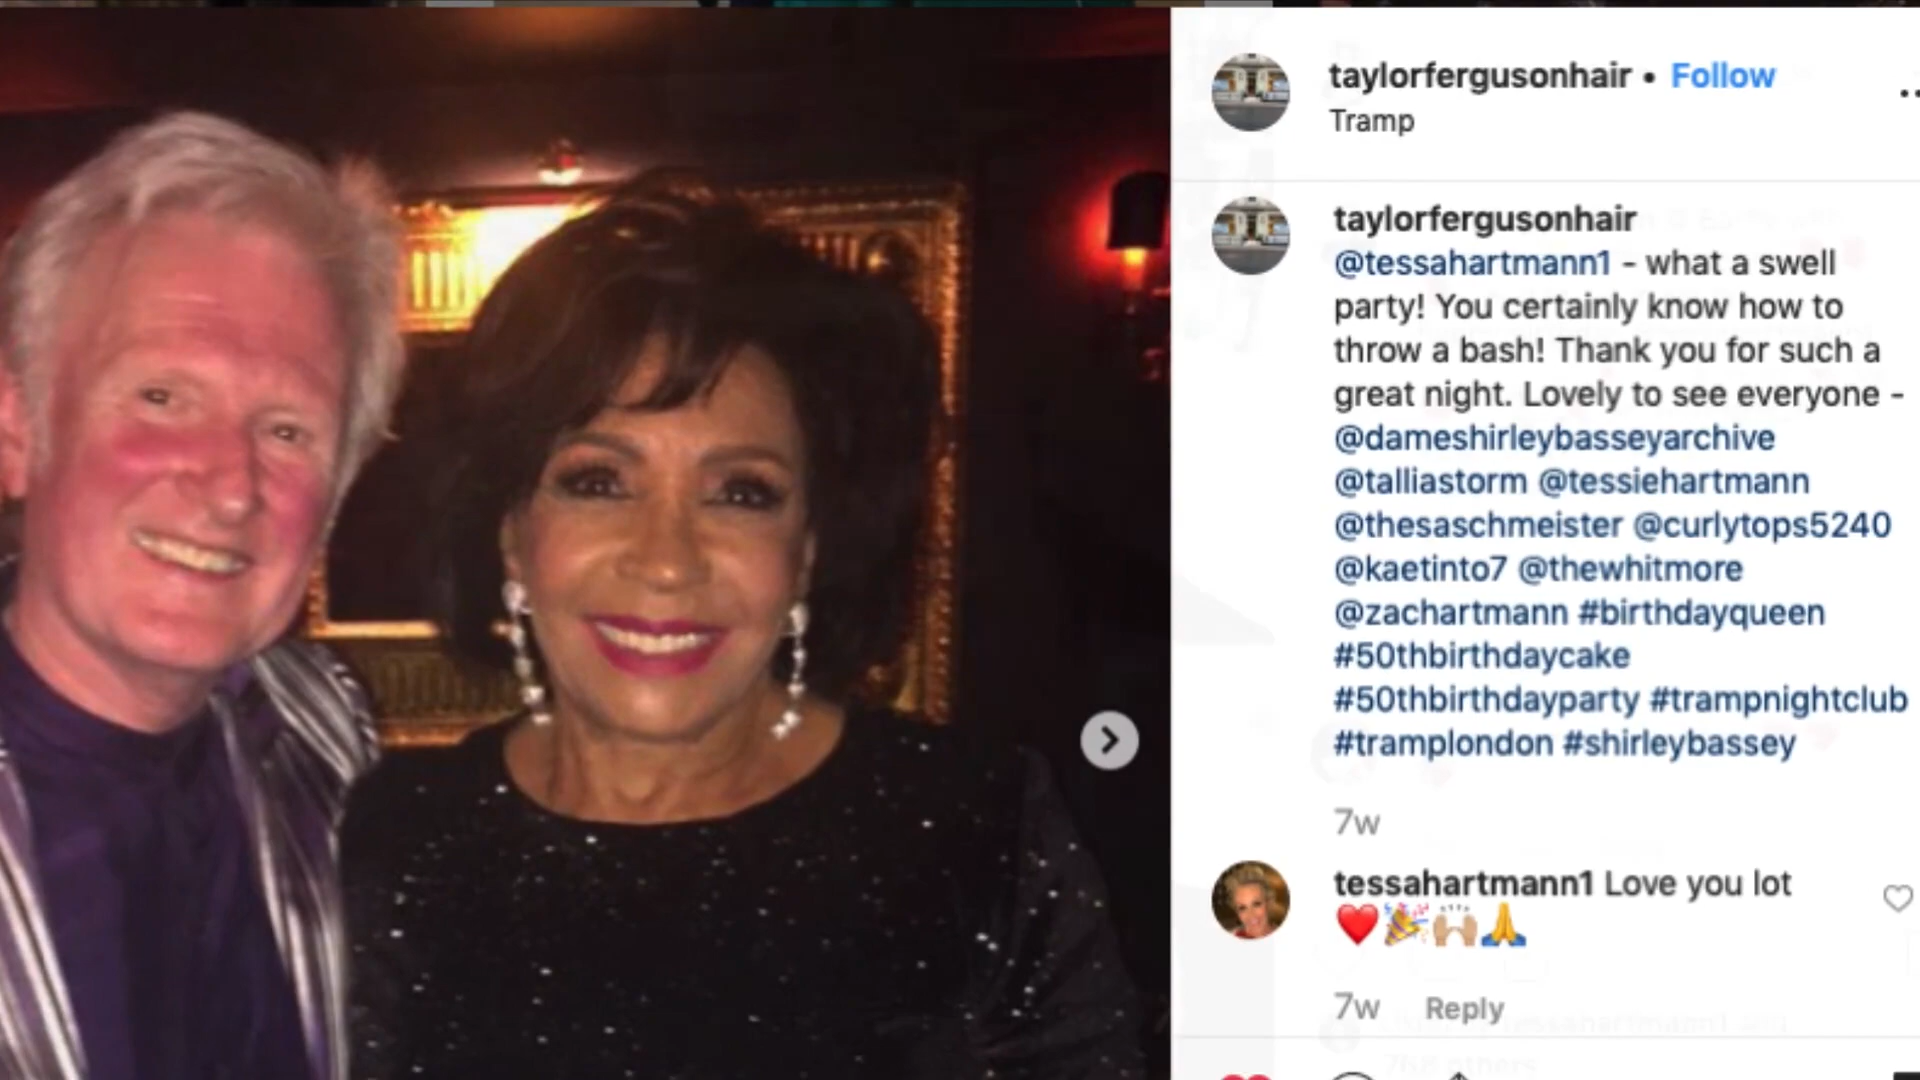 taylorfergusonhair • Follow
Tramp
taylorfergusonhair
@tessahartmann1 - what a swell
party! You certainly know how to
throw a bash! Thank you for such a
great night. Lovely to see everyone -
@dameshirleybasseyarchive
@talliastorm @tessiehartmann
@thesaschmeister @curlytops5240
@kaetinto7 @thewhitmore
@zachartmann #birthdayqueen
#50thbirthdaycake
#50thbirthdayparty #trampnightclub
#tramplondon #shirleybassey
7w
tessahartmann1 Love you lot
❤️🎉🙌🏼🙏
7w Reply
768 others